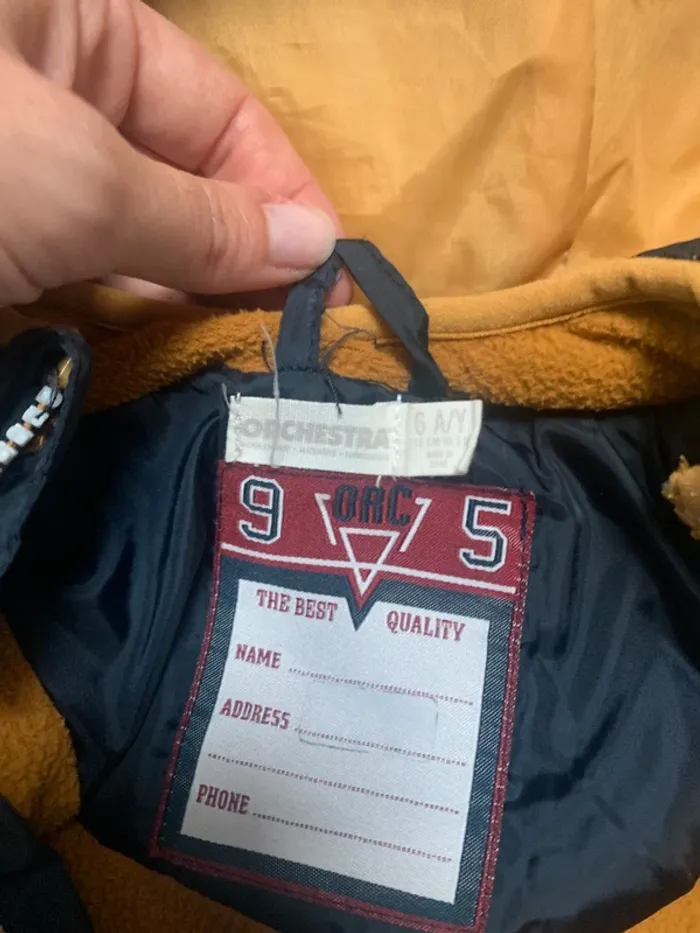 ORCHESTRA
6 A/Y
9 ORC 5
THE BEST QUALITY
NAME
ADDRESS
PHONE